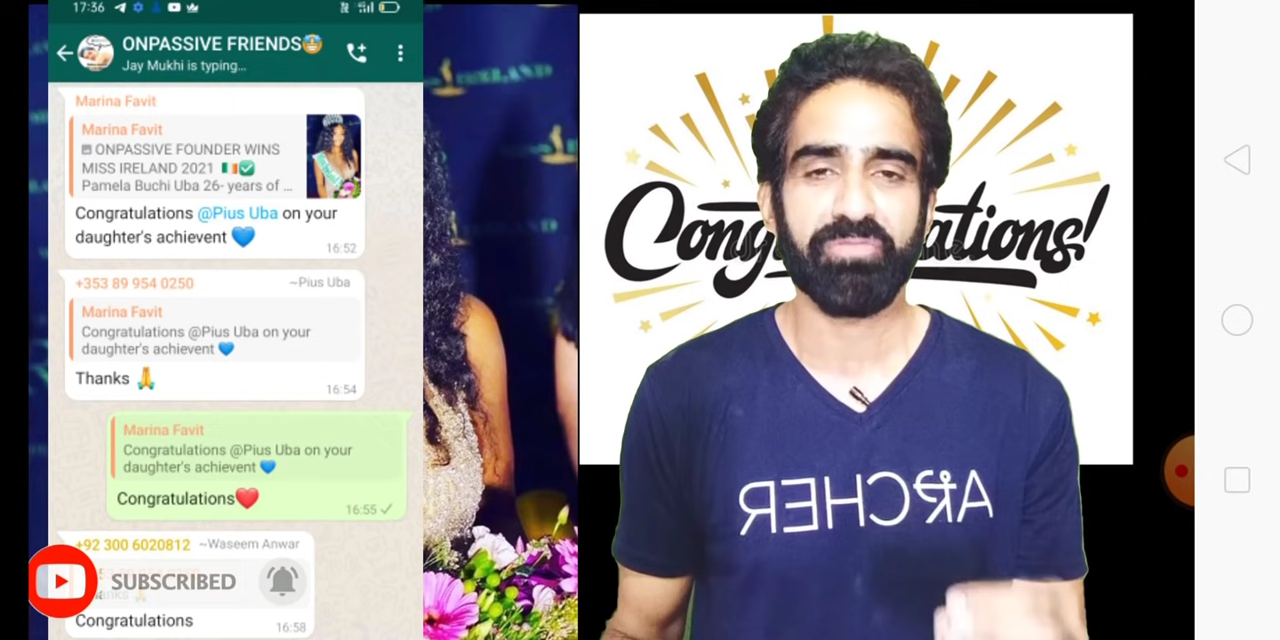 17:36
ONPASSIVE FRIENDS🤩
Jay Mukhi is typing...
Marina Favit
Marina Favit
ONPASSIVE FOUNDER WINS
MISS IRELAND 2021 🇮🇪✅
Pamela Buchi Uba 26- years of ...
Congratulations @Pius Uba on your
daughter's achievent 💙
16:52
+353 89 954 0250 ~Pius Uba
Marina Favit
Congratulations @Pius Uba on your
daughter's achievent 💙
Thanks 🙏
16:54
Marina Favit
Congratulations @Pius Uba on your
daughter's achievent 💙
Congratulations❤️
16:55
+92 300 6020812 ~Waseem Anwar
SUBSCRIBED
Congratulations
16:58
IRELAND
ARCHER